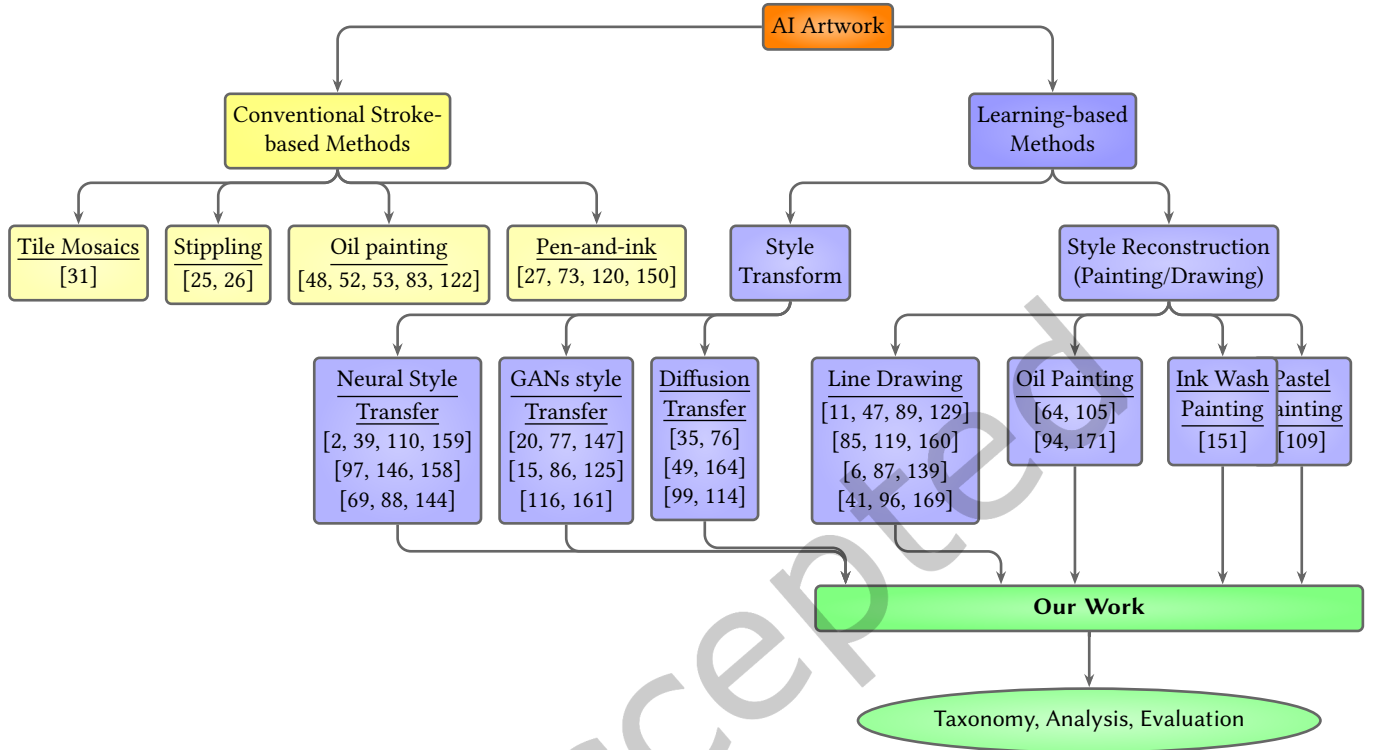 AI Artwork
Conventional Stroke-
based Methods
Learning-based
Methods
Tile Mosaics
[31]
Stippling
[25, 26]
Oil painting
[48, 52, 53, 83, 122]
Pen-and-ink
[27, 73, 120, 150]
Style
Transform
Style Reconstruction
(Painting/Drawing)
Neural Style
Transfer
[2, 39, 110, 159]
[97, 146, 158]
[69, 88, 144]
GANs style
Transfer
[20, 77, 147]
[15, 86, 125]
[116, 161]
Diffusion
Transfer
[35, 76]
[49, 164]
[99, 114]
Line Drawing
[11, 47, 89, 129]
[85, 119, 160]
[6, 87, 139]
[41, 96, 169]
Oil Painting
[64, 105]
[94, 171]
Ink Wash
Painting
[151]
Pastel
ainting
[109]
Our Work
Taxonomy, Analysis, Evaluation